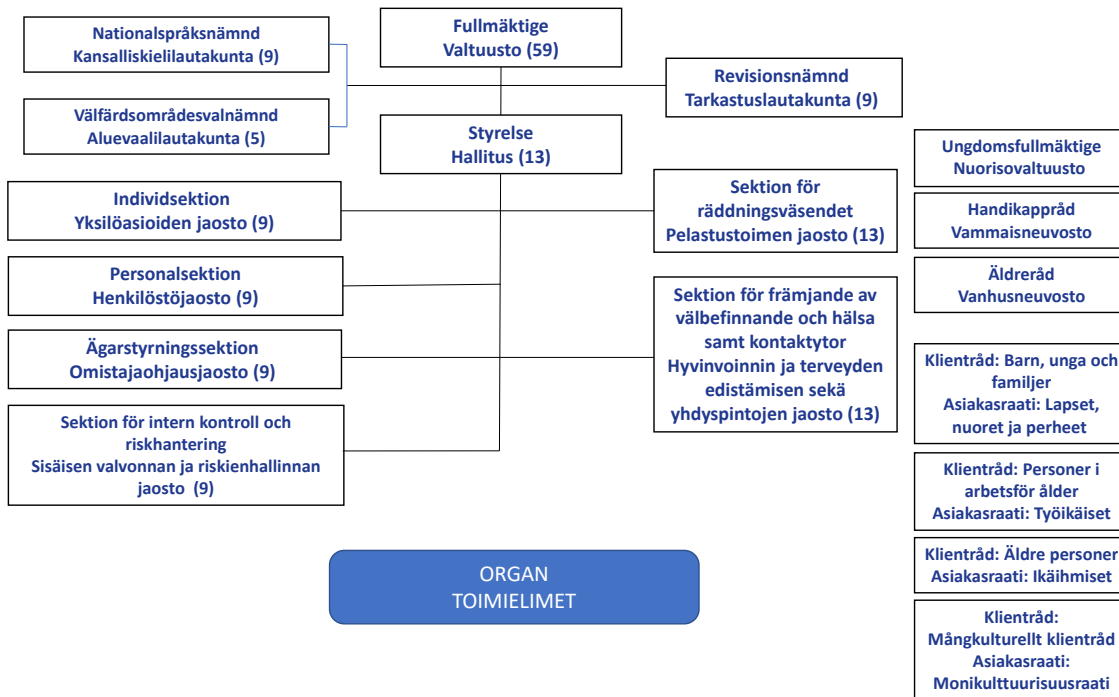 Nationalspråksnämnd
Kansalliskielilautakunta (9)
Fullmäktige
Valtuusto (59)
Revisionsnämnd
Tarkastuslautakunta (9)
Välfärdsområdesvalnämnd
Aluevaalilautakunta (5)
Styrelse
Hallitus (13)
Individsektion
Yksilöasioiden jaosto (9)
Sektion för
räddningsväsendet
Pelastustoimen jaosto (13)
Personalsektion
Henkilöstöjaosto (9)
Sektion för främjande av
välbefinnande och hälsa
samt kontaktytor
Hyvinvoinnin ja terveyden
edistämisen sekä
yhdyspintojen jaosto (13)
Ägarstyrningssektion
Omistajaohjausjaosto (9)
Sektion för intern kontroll och
riskhantering
Sisäisen valvonnan ja riskienhallinnan
jaosto (9)
Ungdomsfullmäktige
Nuorisovaltuusto
Handikappråd
Vammaisneuvosto
Äldreråd
Vanhusneuvosto
Klientråd: Barn, unga och
familjer
Asiakasraati: Lapset,
nuoret ja perheet
Klientråd: Personer i
arbetsför ålder
Asiakasraati: Työikäiset
Klientråd: Äldre personer
Asiakasraati: Ikäihmiset
Klientråd:
Mångkulturellt klientråd
Asiakasraati:
Monikulttuurisuusraati
ORGAN
TOIMIELIMET